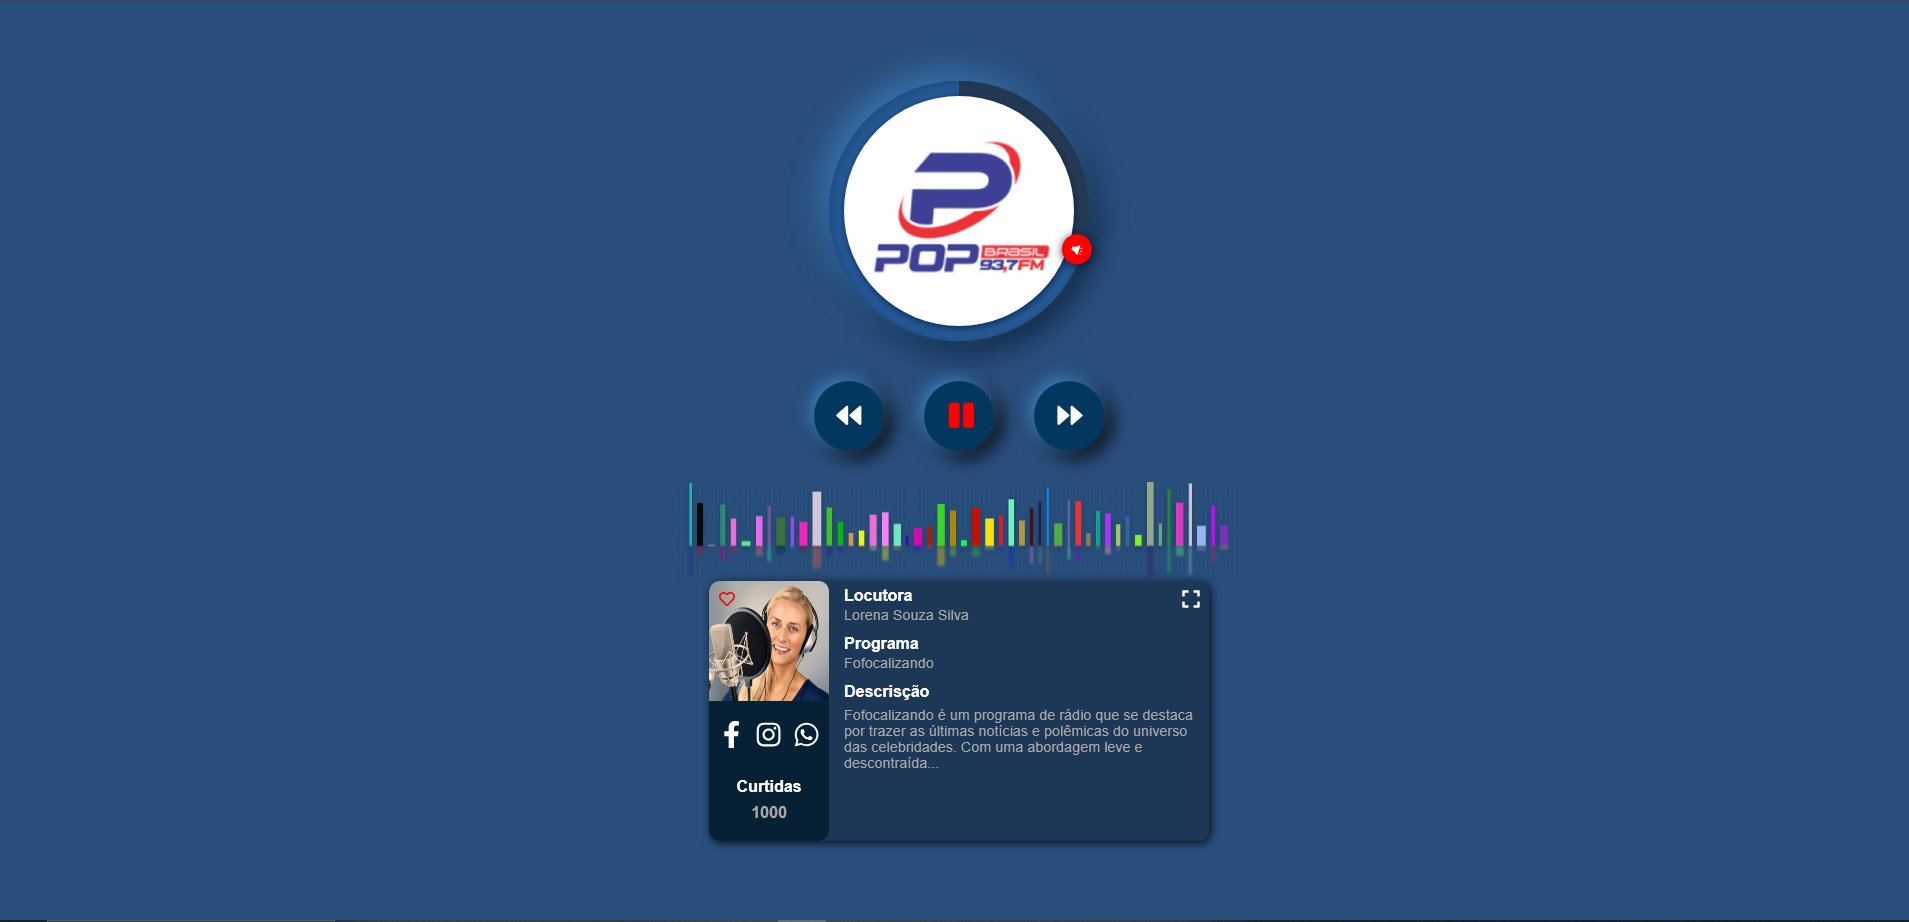 POP BRASIL
93,7FM
Locutora
Lorena Souza Silva
Programa
Fofocalizando
Descrisção
Fofocalizando é um programa de rádio que se destaca
por trazer as últimas notícias e polêmicas do universo
das celebridades. Com uma abordagem leve e
descontraída...
Curtidas
1000